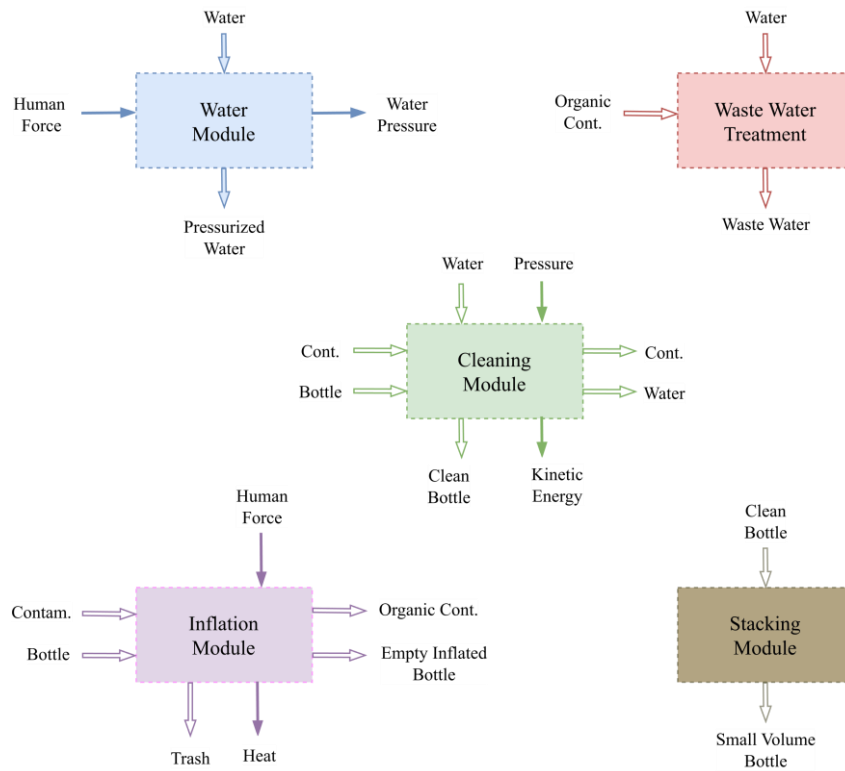 Water
Human
Force
Water
Module
Water
Pressure
Pressurized
Water
Water
Organic
Cont.
Waste Water
Treatment
Waste Water
Water
Pressure
Cont.
Bottle
Cleaning
Module
Cont.
Water
Clean
Bottle
Kinetic
Energy
Human
Force
Contam.
Bottle
Inflation
Module
Organic Cont.
Empty Inflated
Bottle
Trash
Heat
Clean
Bottle
Stacking
Module
Small Volume
Bottle